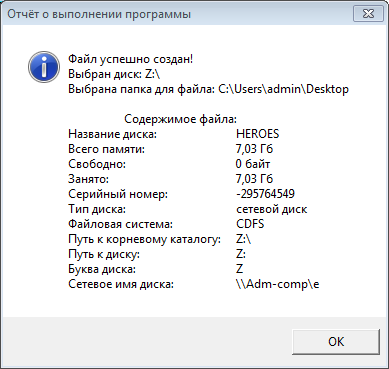 Отчёт о выполнении программы
Файл успешно создан!
Выбран диск: Z:\
Выбрана папка для файла: C:\Users\admin\Desktop
Содержимое файла:
Название диска: HEROES
Всего памяти: 7,03 Гб
Свободно: 0 байт
Занято: 7,03 Гб
Серийный номер: -295764549
Тип диска: сетевой диск
Файловая система: CDFS
Путь к корневому каталогу: Z:\
Путь к диску: Z:
Буква диска: Z
Сетевое имя диска: \\Adm-comp\e
OK